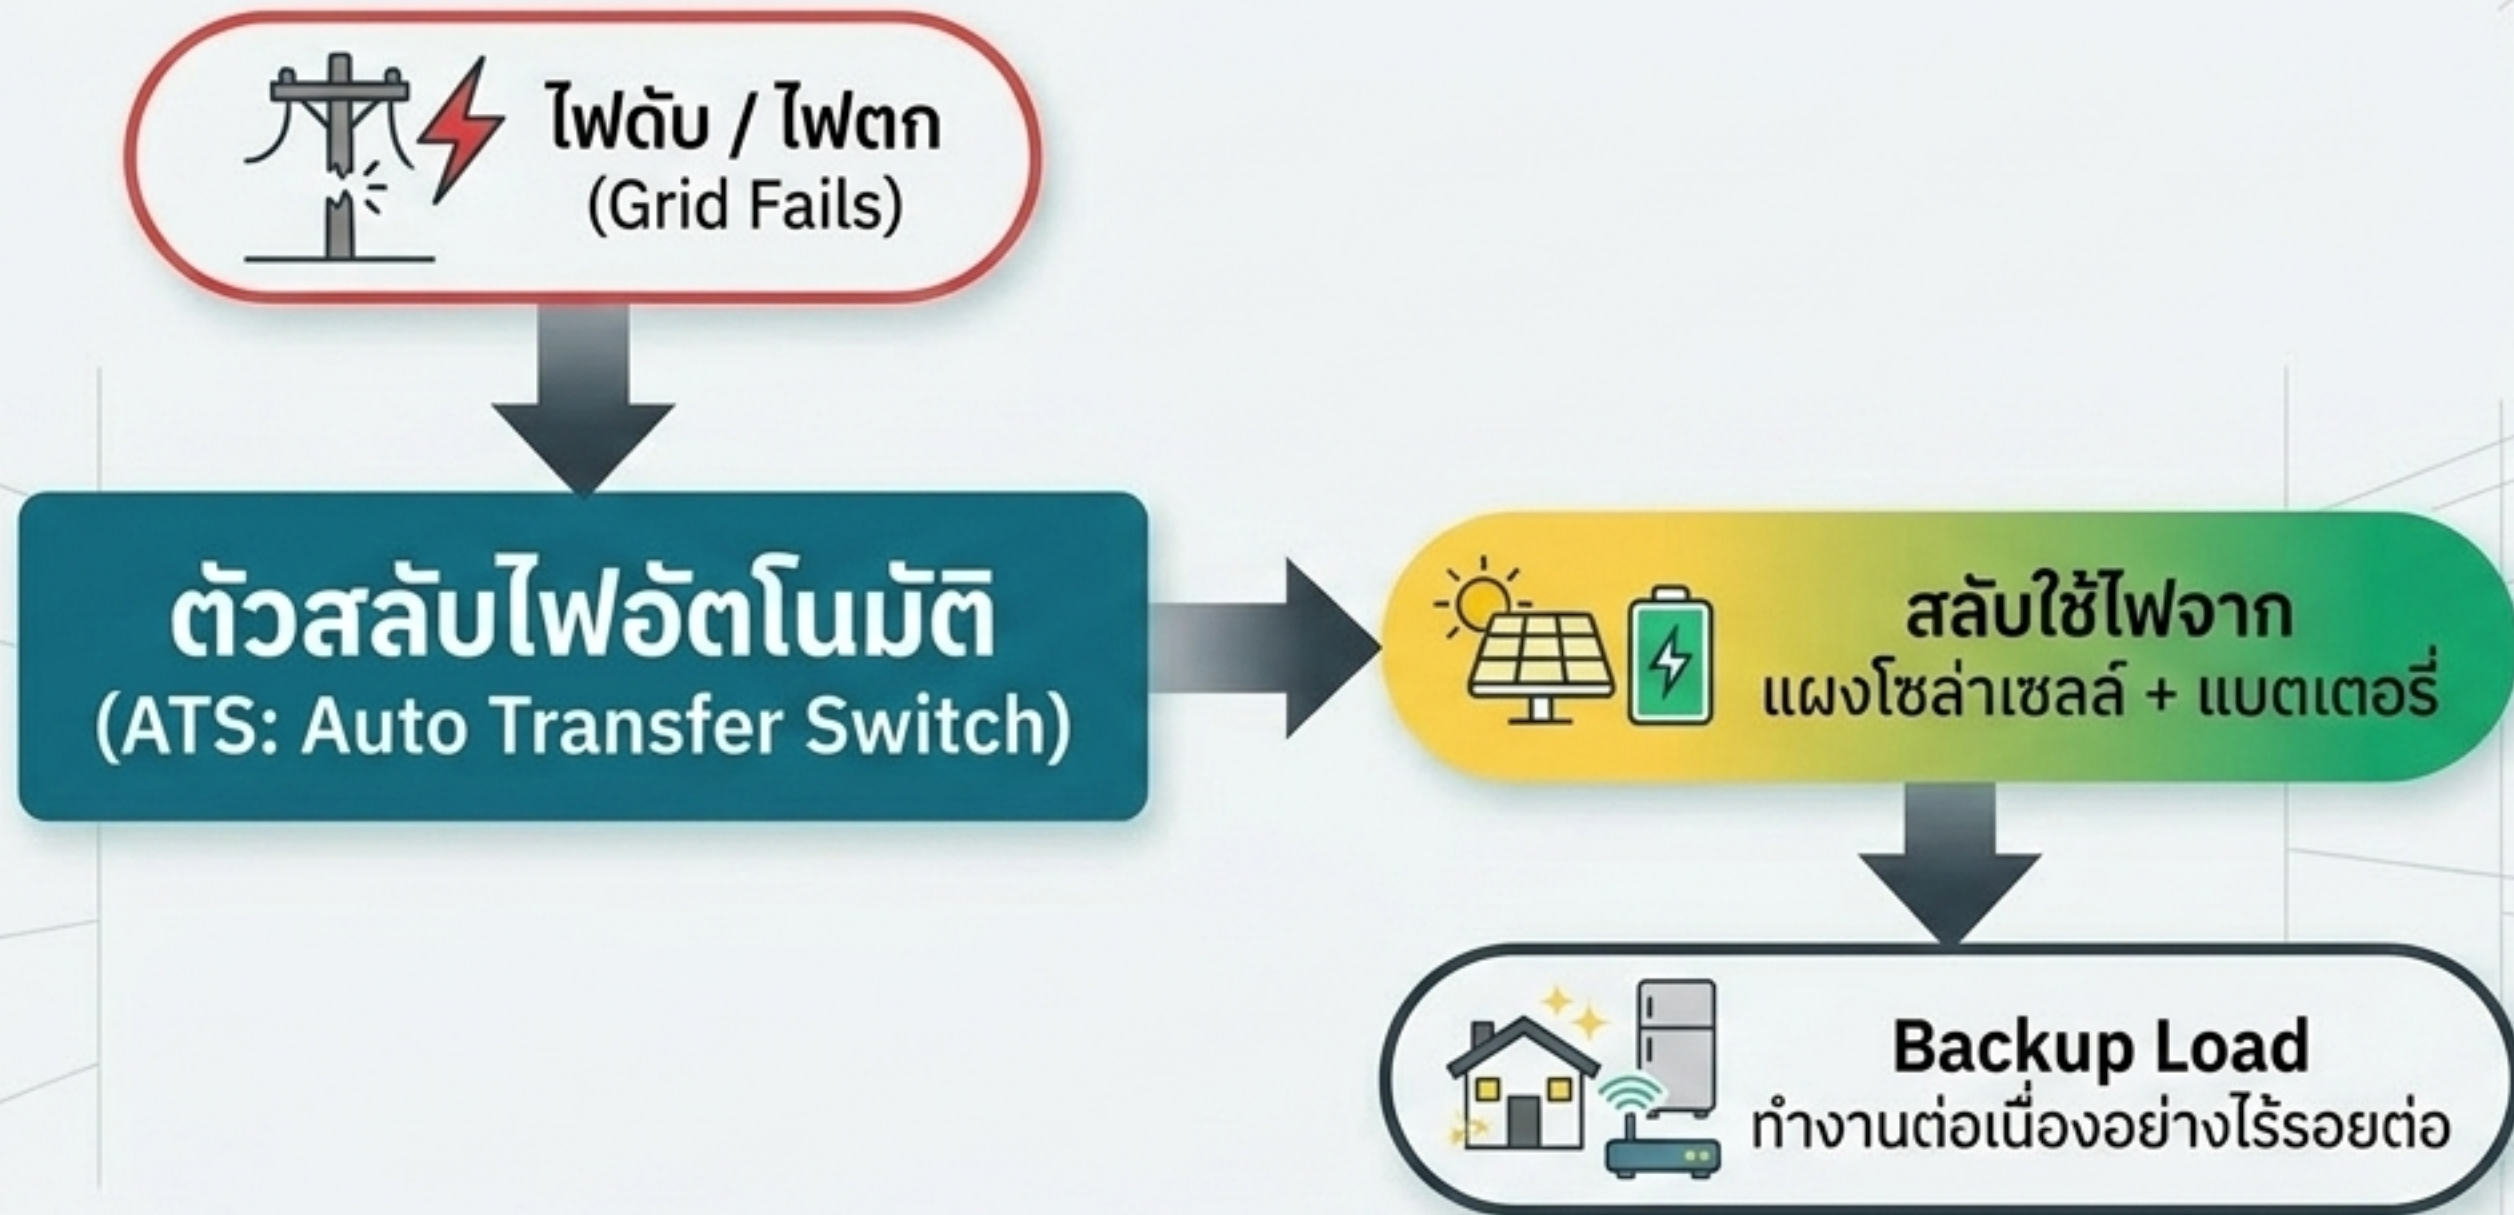 ไฟดับ / ไฟตก
(Grid Fails)
ตัวสลับไฟอัตโนมัติ
(ATS: Auto Transfer Switch)
สลับใช้ไฟจาก
แผงโซล่าเซลล์ + แบตเตอรี่
Backup Load
ทำงานต่อเนื่องอย่างไร้รอยต่อ